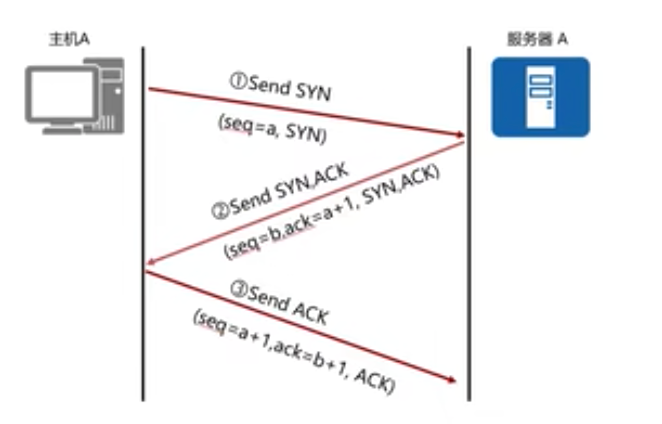 主机A
服务器 A
①Send SYN
(seq=a, SYN)
②Send SYN,ACK
(seq=b,ack=a+1, SYN,ACK)
③Send ACK
(seq=a+1,ack=b+1, ACK)